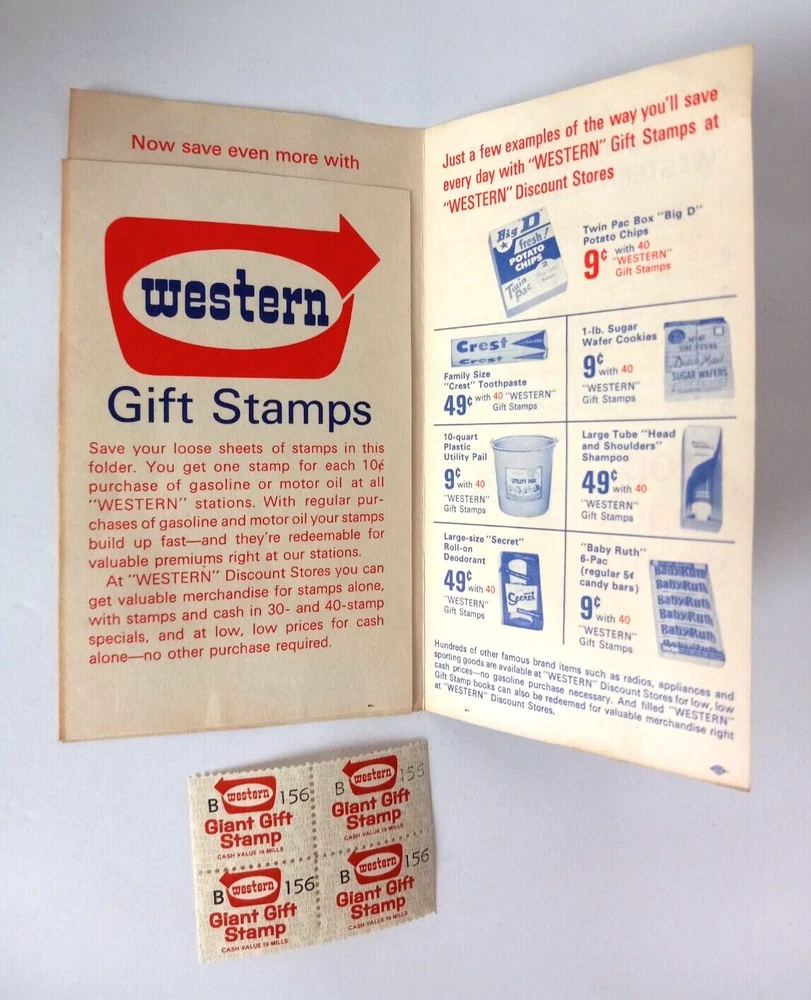 Now save even more with
western
Gift Stamps
Save your loose sheets of stamps in this
folder. You get one stamp for each 10¢
purchase of gasoline or motor oil at all
"WESTERN" stations. With regular pur-
chases of gasoline and motor oil your stamps
build up fast—and they're redeemable for
valuable premiums right at our stations.
At "WESTERN" Discount Stores you can
get valuable merchandise for stamps alone,
with stamps and cash in 30- and 40-stamp
specials, and at low, low prices for cash
alone—no other purchase required.
Just a few examples of the way you'll save
every day with "WESTERN" Gift Stamps at
"WESTERN" Discount Stores
Big "D"
fresh!
POTATO
CHIPS
Twin
Pac
Twin Pac Box "Big D"
Potato Chips
9¢ with 40
"WESTERN"
Gift Stamps
Crest
Crest
Family Size
"Crest" Toothpaste
49¢ with 40 "WESTERN"
Gift Stamps
1-lb. Sugar
Wafer Cookies
9¢ with 40
"WESTERN"
Gift Stamps
Dutch Maid
SUGAR WAFERS
10-quart
Plastic
Utility Pail
9¢ with 40
"WESTERN"
Gift Stamps
UTILITY PAIL
Large Tube "Head
and Shoulders"
Shampoo
49¢ with 40
"WESTERN"
Gift Stamps
Large-size "Secret"
Roll-on
Deodorant
49¢ with 40
"WESTERN"
Gift Stamps
Secret
"Baby Ruth"
6-Pac
(regular 5¢
candy bars)
9¢ with 40
"WESTERN"
Gift Stamps
Baby Ruth
Baby Ruth
Baby Ruth
Baby Ruth
Baby Ruth
Hundreds of other famous brand items such as radios, appliances and
sporting goods are available at "WESTERN" Discount Stores for low, low
cash prices—no gasoline purchase necessary. And filled "WESTERN"
Gift Stamp books can also be redeemed for valuable merchandise right
at "WESTERN" Discount Stores.
B western 156
Giant Gift
Stamp
CASH VALUE 10 MILLS
B western 156
Giant Gift
Stamp
CASH VALUE 10 MILLS
B western 156
Giant Gift
Stamp
CASH VALUE 10 MILLS
B western 156
Giant Gift
Stamp
CASH VALUE 10 MILLS